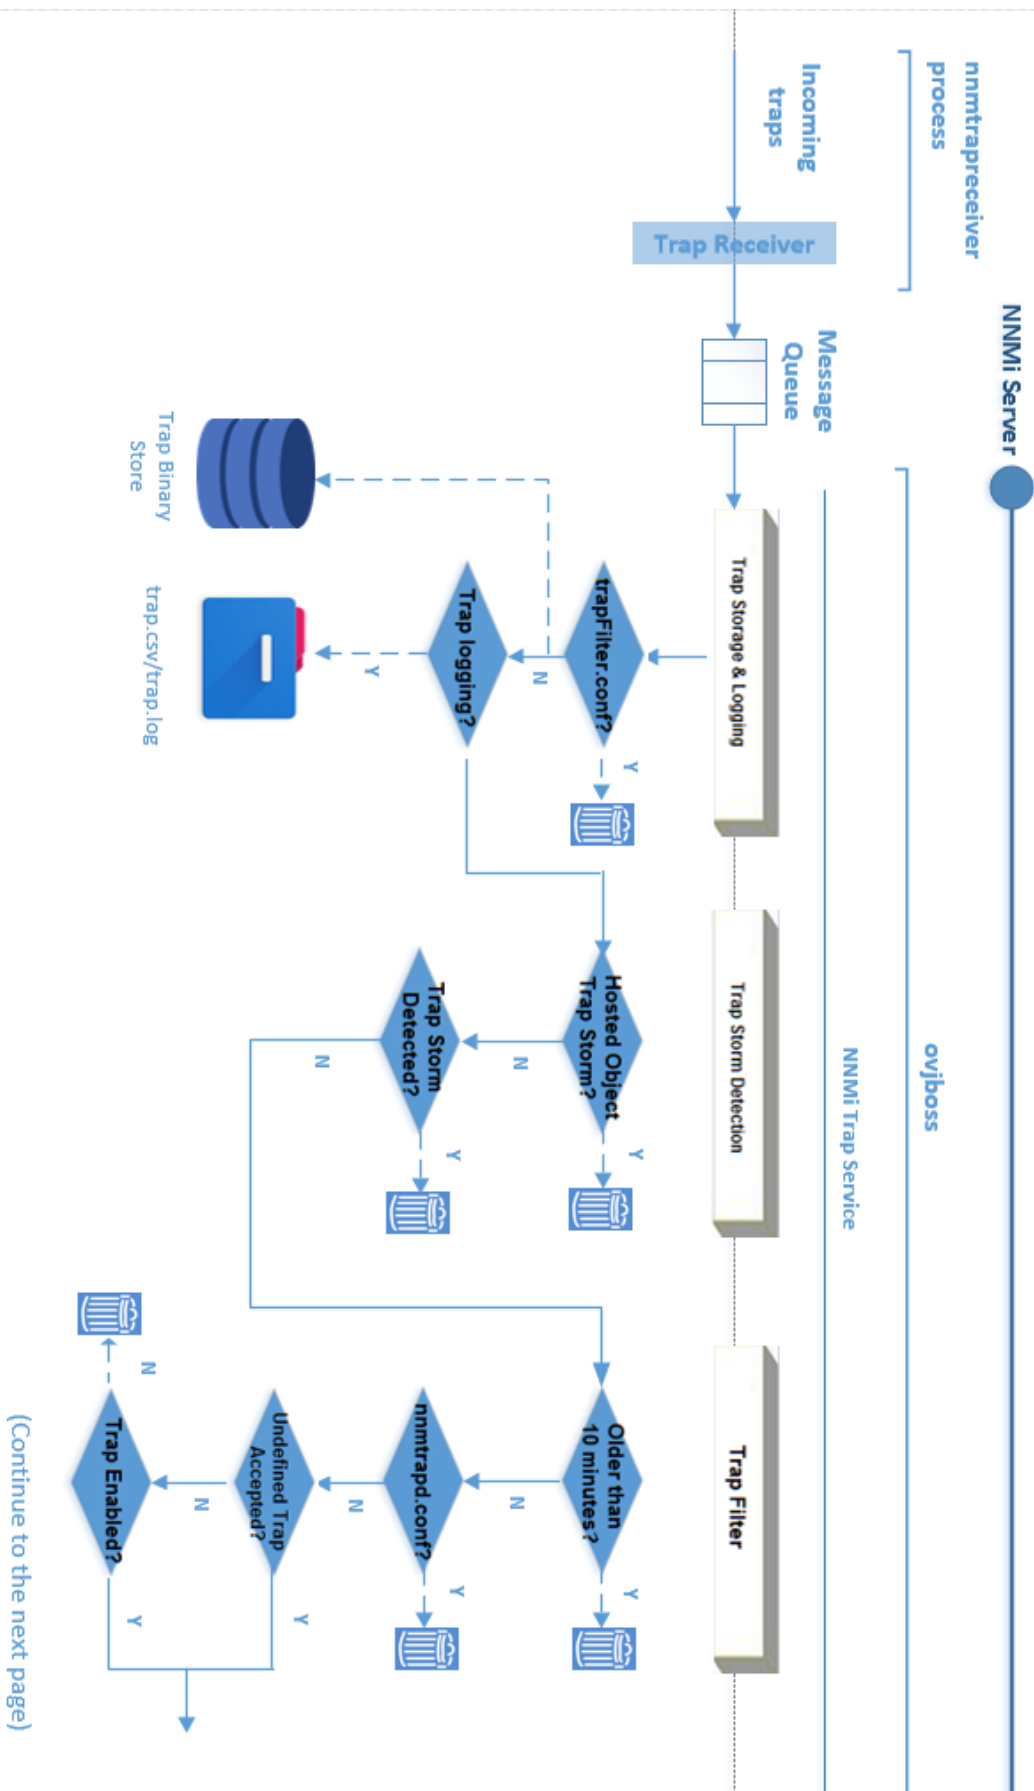 NNMi Server
nnmtrapreceiver
process
ovjboss
NNMi Trap Service
Incoming
traps
Trap Receiver
Message
Queue
Trap Storage & Logging
Trap Storm Detection
Trap Filter
trapFilter.conf?
Y
N
Trap logging?
Y
Trap Binary
Store
trap.csv/trap.log
Hosted Object
Trap Storm?
Y
N
Trap Storm
Detected?
Y
N
Older than
10 minutes?
Y
N
nnmtrapd.conf?
Y
N
Undefined Trap
Accepted?
Y
N
Trap Enabled?
N
Y
(Continue to the next page)